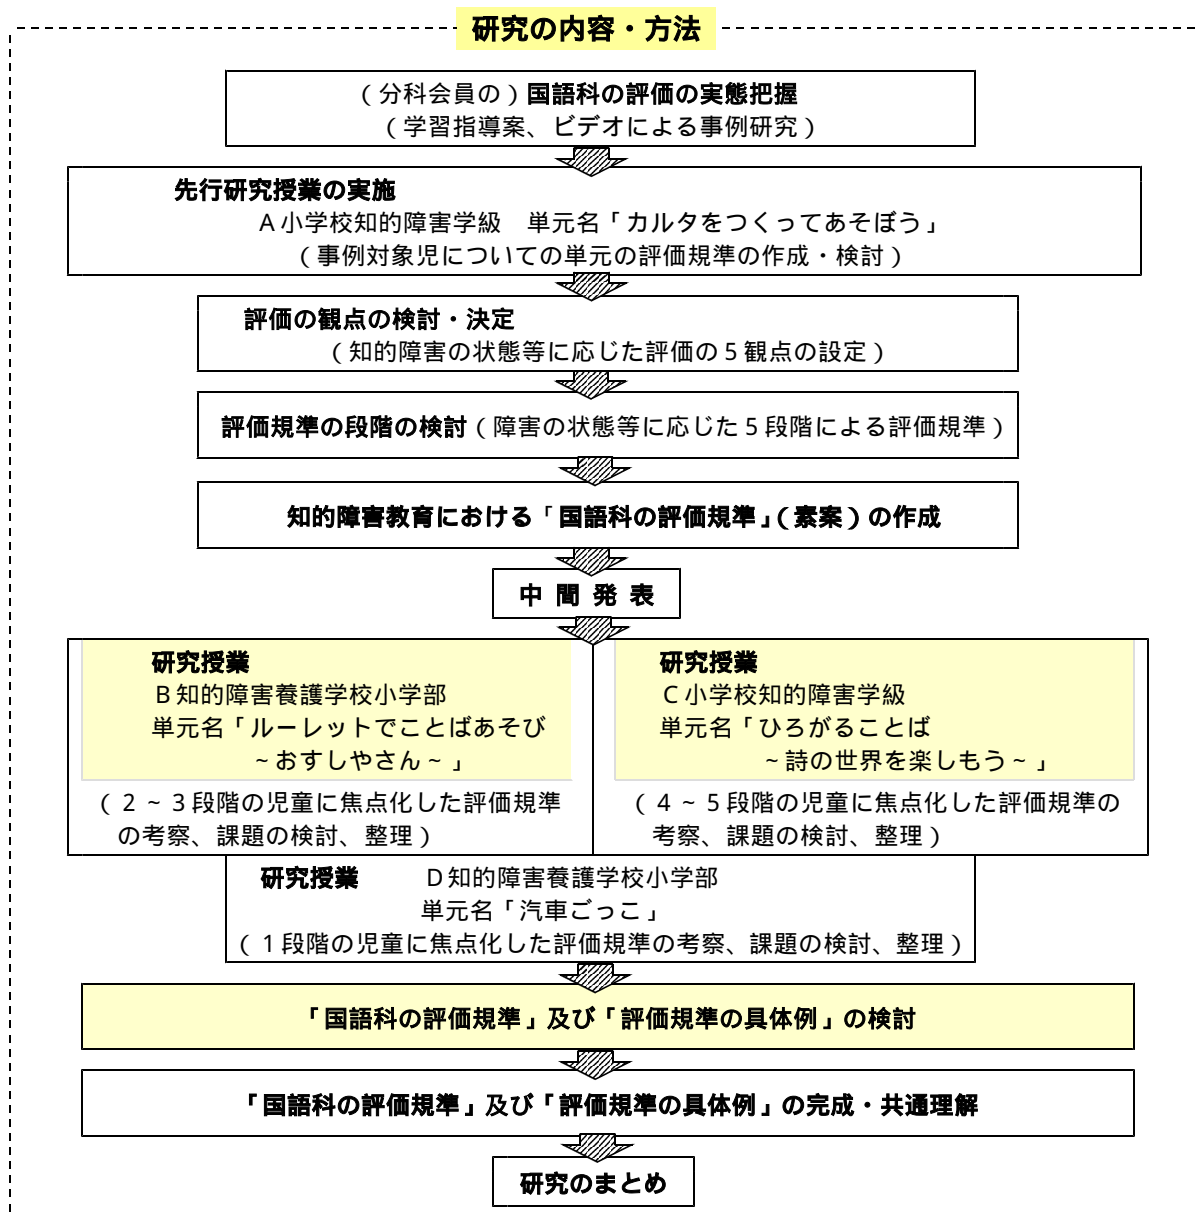 研究の内容・方法
（分科会員の）国語科の評価の実態把握
（学習指導案、ビデオによる事例研究）
先行研究授業の実施
Ａ小学校知的障害学級　単元名「カルタをつくってあそぼう」
（事例対象児についての単元の評価規準の作成・検討）
評価の観点の検討・決定
（知的障害の状態等に応じた評価の５観点の設定）
評価規準の段階の検討（障害の状態等に応じた５段階による評価規準）
知的障害教育における「国語科の評価規準」（素案）の作成
中 間 発 表
研究授業
Ｂ知的障害養護学校小学部
単元名「ルーレットでことばあそび
～おすしやさん～」
（２～３段階の児童に焦点化した評価規準
の考察、課題の検討、整理）
研究授業
Ｃ小学校知的障害学級
単元名「ひろがることば
～詩の世界を楽しもう～」
（４～５段階の児童に焦点化した評価規準の
考察、課題の検討、整理）
研究授業　　Ｄ知的障害養護学校小学部
単元名「汽車ごっこ」
（１段階の児童に焦点化した評価規準の考察、課題の検討、整理）
「国語科の評価規準」及び「評価規準の具体例」の検討
「国語科の評価規準」及び「評価規準の具体例」の完成・共通理解
研究のまとめ